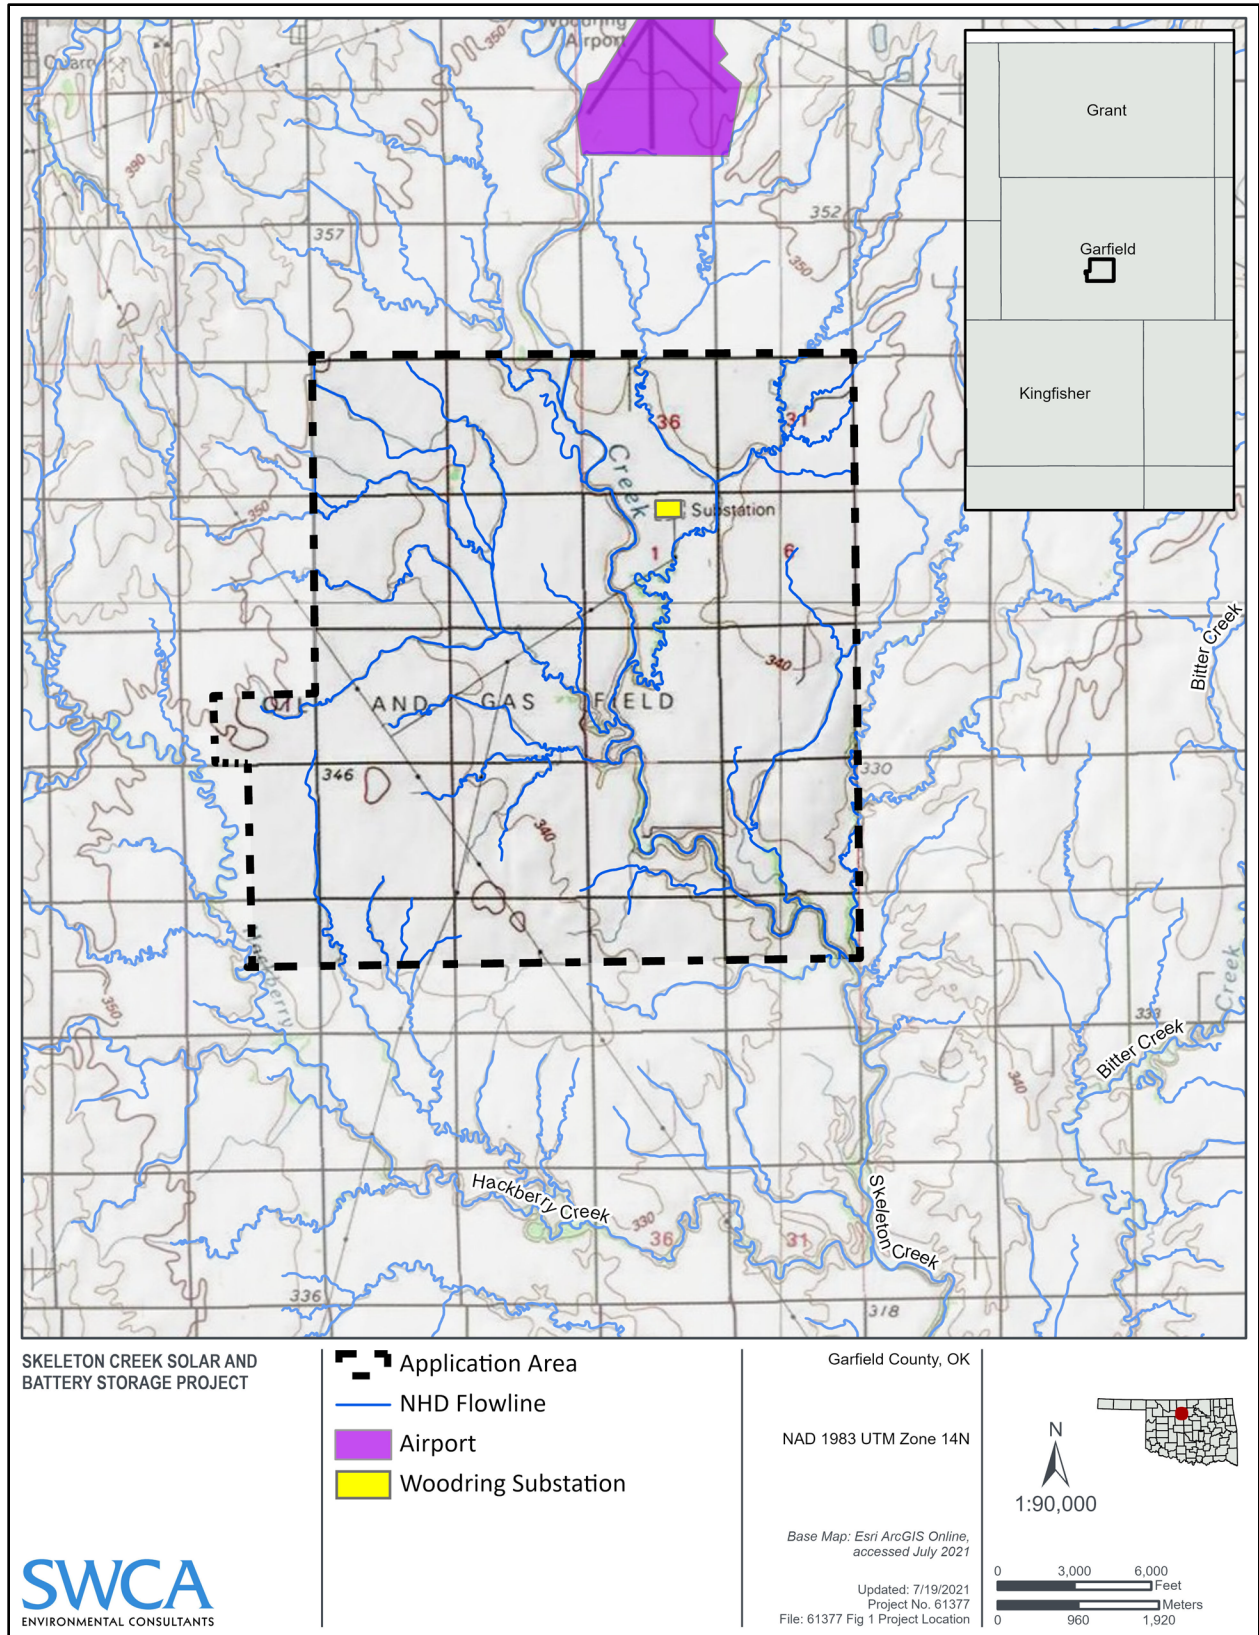 Woodring
Airport
Quarry
350
390
352
357
350
Grant
Garfield
Kingfisher
36
31
Creek
Substation
1
6
350
340
Bitter Creek
OIL AND GAS FIELD
346
330
340
Creek
350
333
Bitter Creek
340
Hackberry Creek
Skeleton Creek
330
36
31
336
318
SKELETON CREEK SOLAR AND
BATTERY STORAGE PROJECT
SWCA
ENVIRONMENTAL CONSULTANTS
Application Area
NHD Flowline
Airport
Woodring Substation
Garfield County, OK
NAD 1983 UTM Zone 14N
Base Map: Esri ArcGIS Online,
accessed July 2021
Updated: 7/19/2021
Project No. 61377
File: 61377 Fig 1 Project Location
N
1:90,000
0 3,000 6,000
Feet
Meters
0 960 1,920